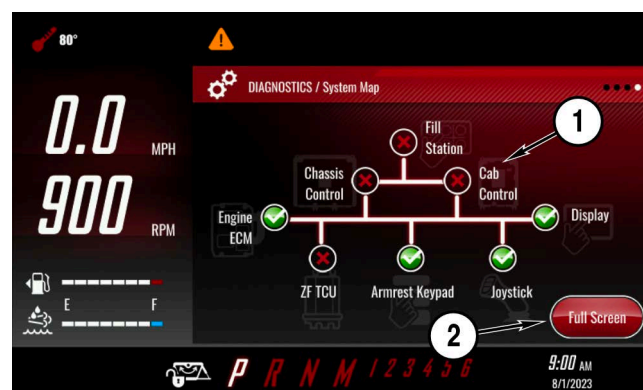 80°
DIAGNOSTICS / System Map
1
0.0 MPH
900 RPM
Fill
Station
Chassis
Control
Cab
Control
Engine
ECM
Display
ZF TCU
Armrest Keypad
Joystick
E F
2
Full Screen
P R N M 1 2 3 4 5 6
9:00 AM
8/1/2023